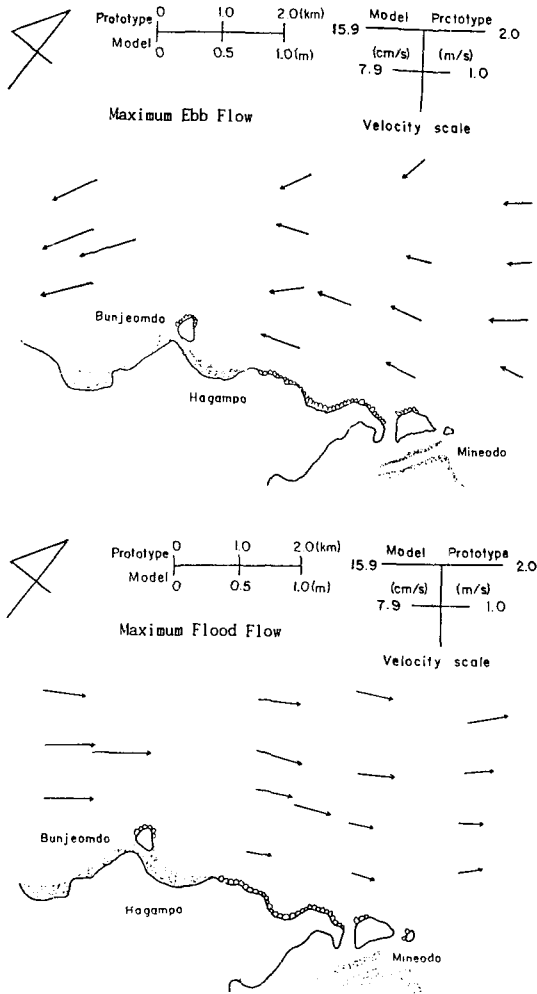 Prototype 0 1.0 2.0(km)
Model 0 0.5 1.0(m)
Model Prototype
15.9 2.0
(cm/s) (m/s)
7.9 1.0
Velocity scale
Maximum Ebb Flow
Bunjeomdo
Hagampo
Mineodo
Prototype 0 1.0 2.0(km)
Model 0 0.5 1.0(m)
Model Prototype
15.9 2.0
(cm/s) (m/s)
7.9 1.0
Velocity scale
Maximum Flood Flow
Bunjeomdo
Hagampo
Mineodo